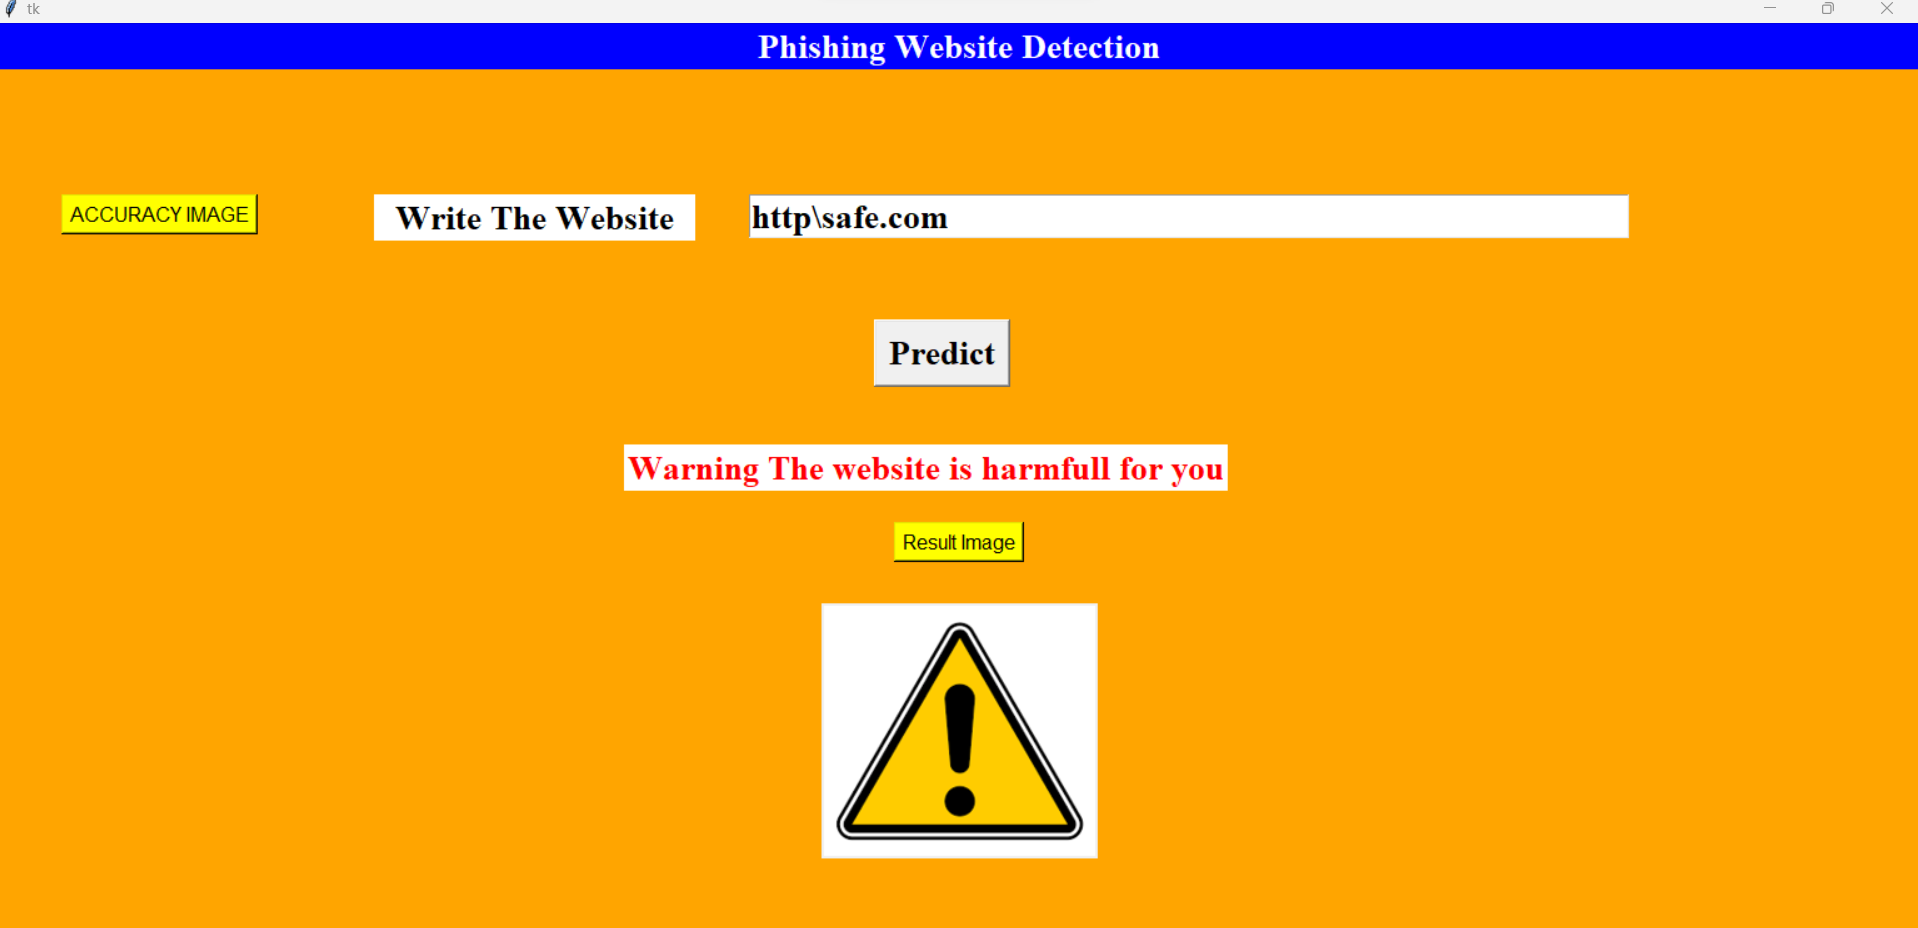 tk
Phishing Website Detection
ACCURACY IMAGE
Write The Website
http\safe.com
Predict
Warning The website is harmfull for you
Result Image